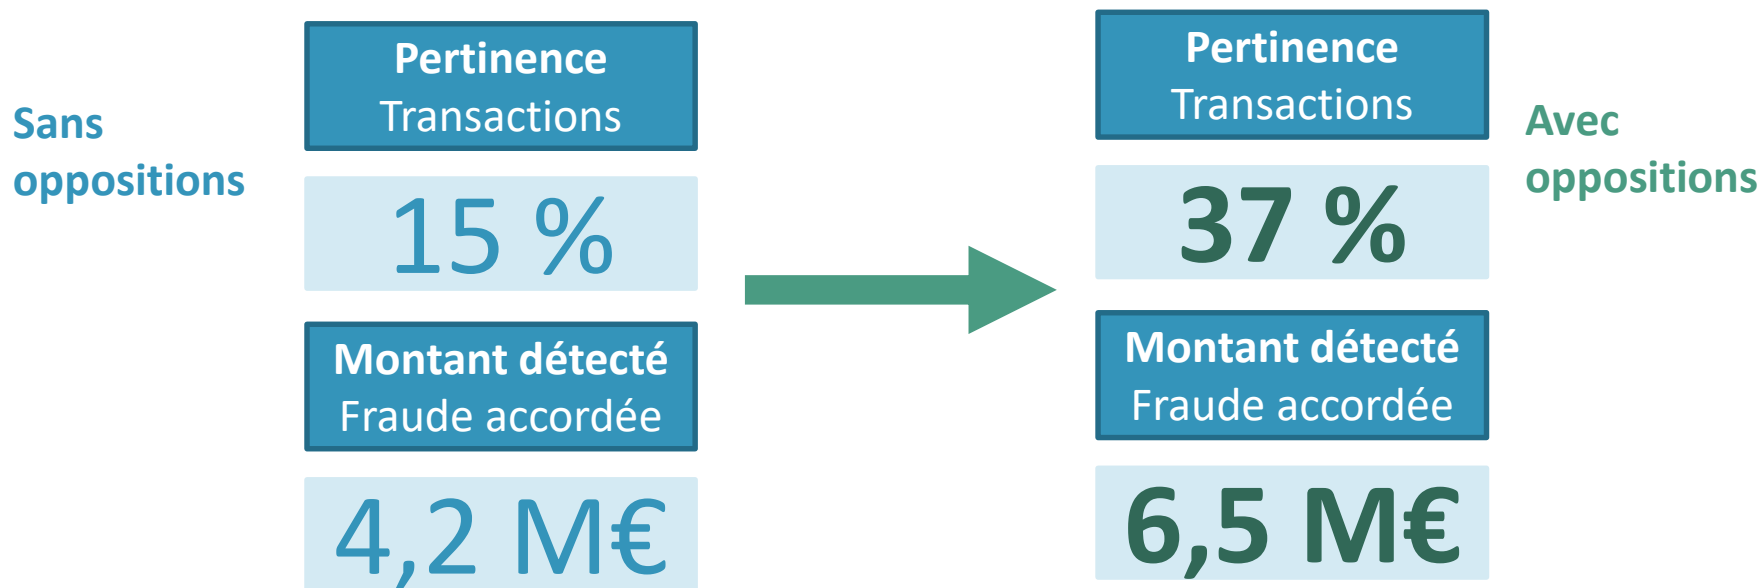 Sans
oppositions
Pertinence
Transactions
15 %
Montant détecté
Fraude accordée
4,2 M€
Pertinence
Transactions
37 %
Montant détecté
Fraude accordée
6,5 M€
Avec
oppositions